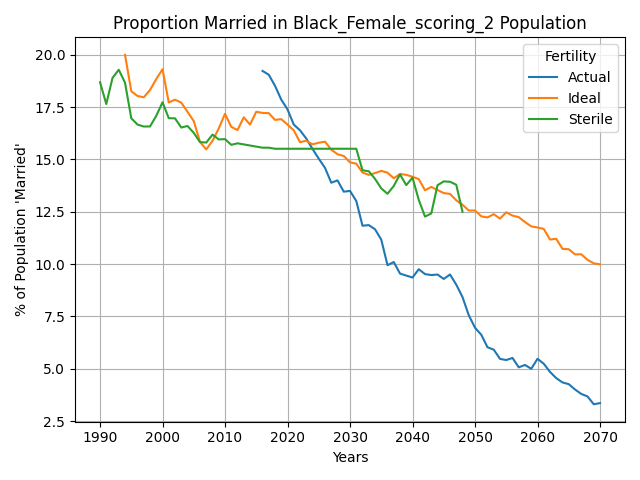 Proportion Married in Black_Female_scoring_2 Population
% of Population 'Married'
20.0
17.5
15.0
12.5
10.0
7.5
5.0
2.5
Fertility
Actual
Ideal
Sterile
1990 2000 2010 2020 2030 2040 2050 2060 2070
Years